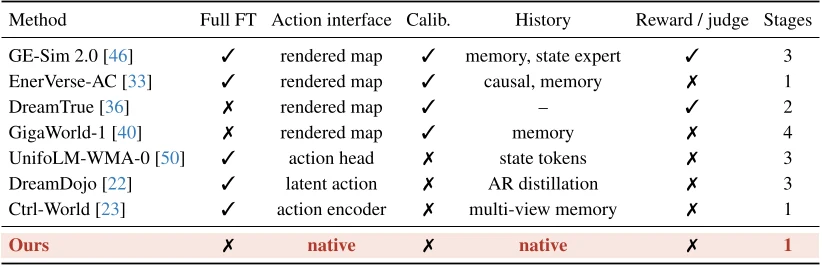 Method Full FT Action interface Calib. History Reward / judge Stages
GE-Sim 2.0 [46] ✓ rendered map ✓ memory, state expert ✓ 3
EnerVerse-AC [33] ✓ rendered map ✓ causal, memory ✗ 1
DreamTrue [36] ✗ rendered map ✓ – ✓ 2
GigaWorld-1 [40] ✗ rendered map ✓ memory ✗ 4
UnifoLM-WMA-0 [50] ✓ action head ✗ state tokens ✗ 3
DreamDojo [22] ✓ latent action ✗ AR distillation ✗ 3
Ctrl-World [23] ✓ action encoder ✗ multi-view memory ✗ 1
Ours ✗ native ✗ native ✗ 1